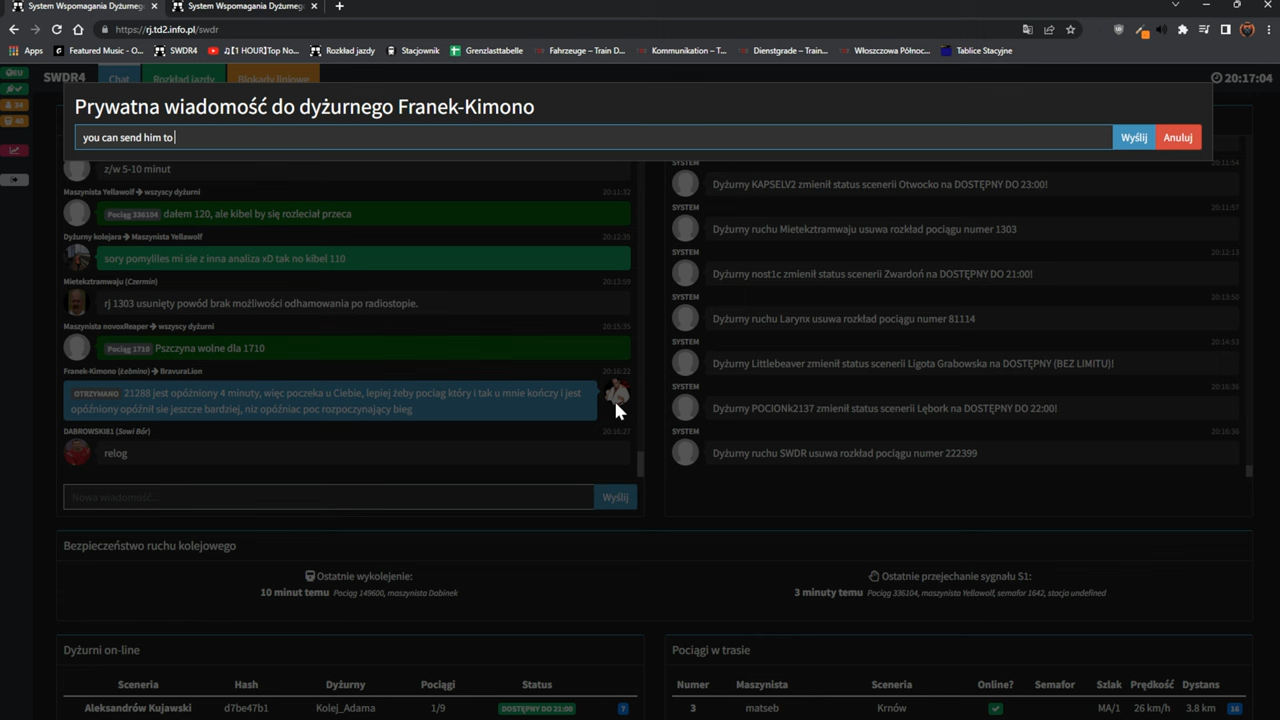 System Wspomagania Dyżurneg
System Wspomagania Dyżurneg
https://rj.td2.info.pl/swdr
Apps
Featured Music - O...
SWDR4
♫[1 HOUR]Top No...
Rozkład jazdy
Stacjownik
Grenzlasttabelle
Fahrzeuge – Train D...
Kommunikation – T...
Dienstgrade – Train...
Włoszczowa Północ...
Tablice Stacyjne
EU
34
40
SWDR4
Chat
Rozkład jazdy
Blokady liniowe
20:17:04
Prywatna wiadomość do dyżurnego Franek-Kimono
you can send him to
Wyślij
Anuluj
z/w 5-10 minut
Maszynista Yellawolf → wszyscy dyżurni
20:11:32
Pociąg 336104 dałem 120, ale kibel by się rozleciał przeca
Dyżurny kolejara → Maszynista Yellawolf
20:12:35
sory pomyliles mi sie z inna analiza xD tak no kibel 110
Mietekztramwaju (Czermin)
20:13:59
rj 1303 usunięty powód brak możliwości odhamowania po radiostopie.
Maszynista novoxReaper → wszyscy dyżurni
20:15:35
Pociąg 1710 Pszczyna wolne dla 1710
Franek-Kimono (Łebnino) → BravuraLion
20:16:22
OTRZYMANO 21288 jest opóźniony 4 minuty, więc poczeka u Ciebie, lepiej żeby pociąg który i tak u mnie kończy i jest
opóźniony opóźnił się jeszcze bardziej, niz opóźniac poc rozpoczynający bieg
DABROWSKI81 (Sowi Bór)
20:16:27
relog
Nowa wiadomość...
Wyślij
SYSTEM
20:11:54
Dyżurny KAPSELV2 zmienił status scenerii Otwocko na DOSTĘPNY DO 23:00!
SYSTEM
20:11:57
Dyżurny ruchu Mietekztramwaju usuwa rozkład pociągu numer 1303
SYSTEM
20:12:13
Dyżurny nost1c zmienił status scenerii Zwardoń na DOSTĘPNY DO 21:00!
SYSTEM
20:13:50
Dyżurny ruchu Larynx usuwa rozkład pociągu numer 81114
SYSTEM
20:14:53
Dyżurny Littlebeaver zmienił status scenerii Ligota Grabowska na DOSTĘPNY (BEZ LIMITU)!
SYSTEM
Dyżurny POCIONk2137 zmienił status scenerii Lębork na DOSTĘPNY DO 22:00!
SYSTEM
20:16:36
Dyżurny ruchu SWDR usuwa rozkład pociągu numer 222399
Bezpieczeństwo ruchu kolejowego
Ostatnie wykolejenie:
10 minut temu Pociąg 149600, maszynista Dabinek
Ostatnie przejechanie sygnału S1:
3 minuty temu Pociąg 336104, maszynista Yellawolf, semafor 1642, stacja undefined
Dyżurni on-line
Sceneria Hash Dyżurny Pociągi Status
Aleksandrów Kujawski d7be47b1 Kolej_Adama 1/9 DOSTĘPNY DO 21:00 7
Pociągi w trasie
Numer Maszynista Sceneria Online? Semafor Szlak Prędkość Dystans
3 matseb Krnów MA/1 26 km/h 3.8 km 16